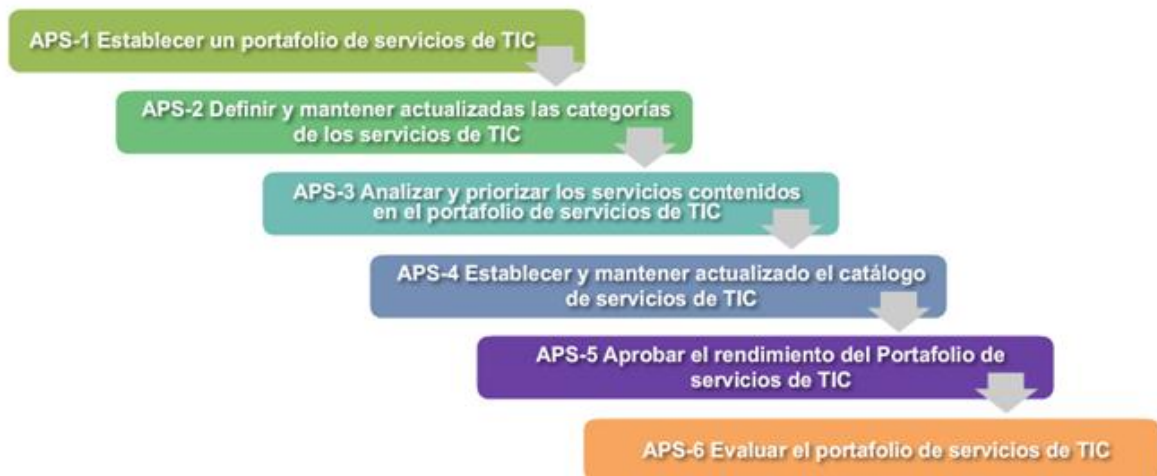 APS-1 Establecer un portafolio de servicios de TIC
APS-2 Definir y mantener actualizadas las categorías
de los servicios de TIC
APS-3 Analizar y priorizar los servicios contenidos
en el portafolio de servicios de TIC
APS-4 Establecer y mantener actualizado el catálogo
de servicios de TIC
APS-5 Aprobar el rendimiento del Portafolio de
servicios de TIC
APS-6 Evaluar el portafolio de servicios de TIC